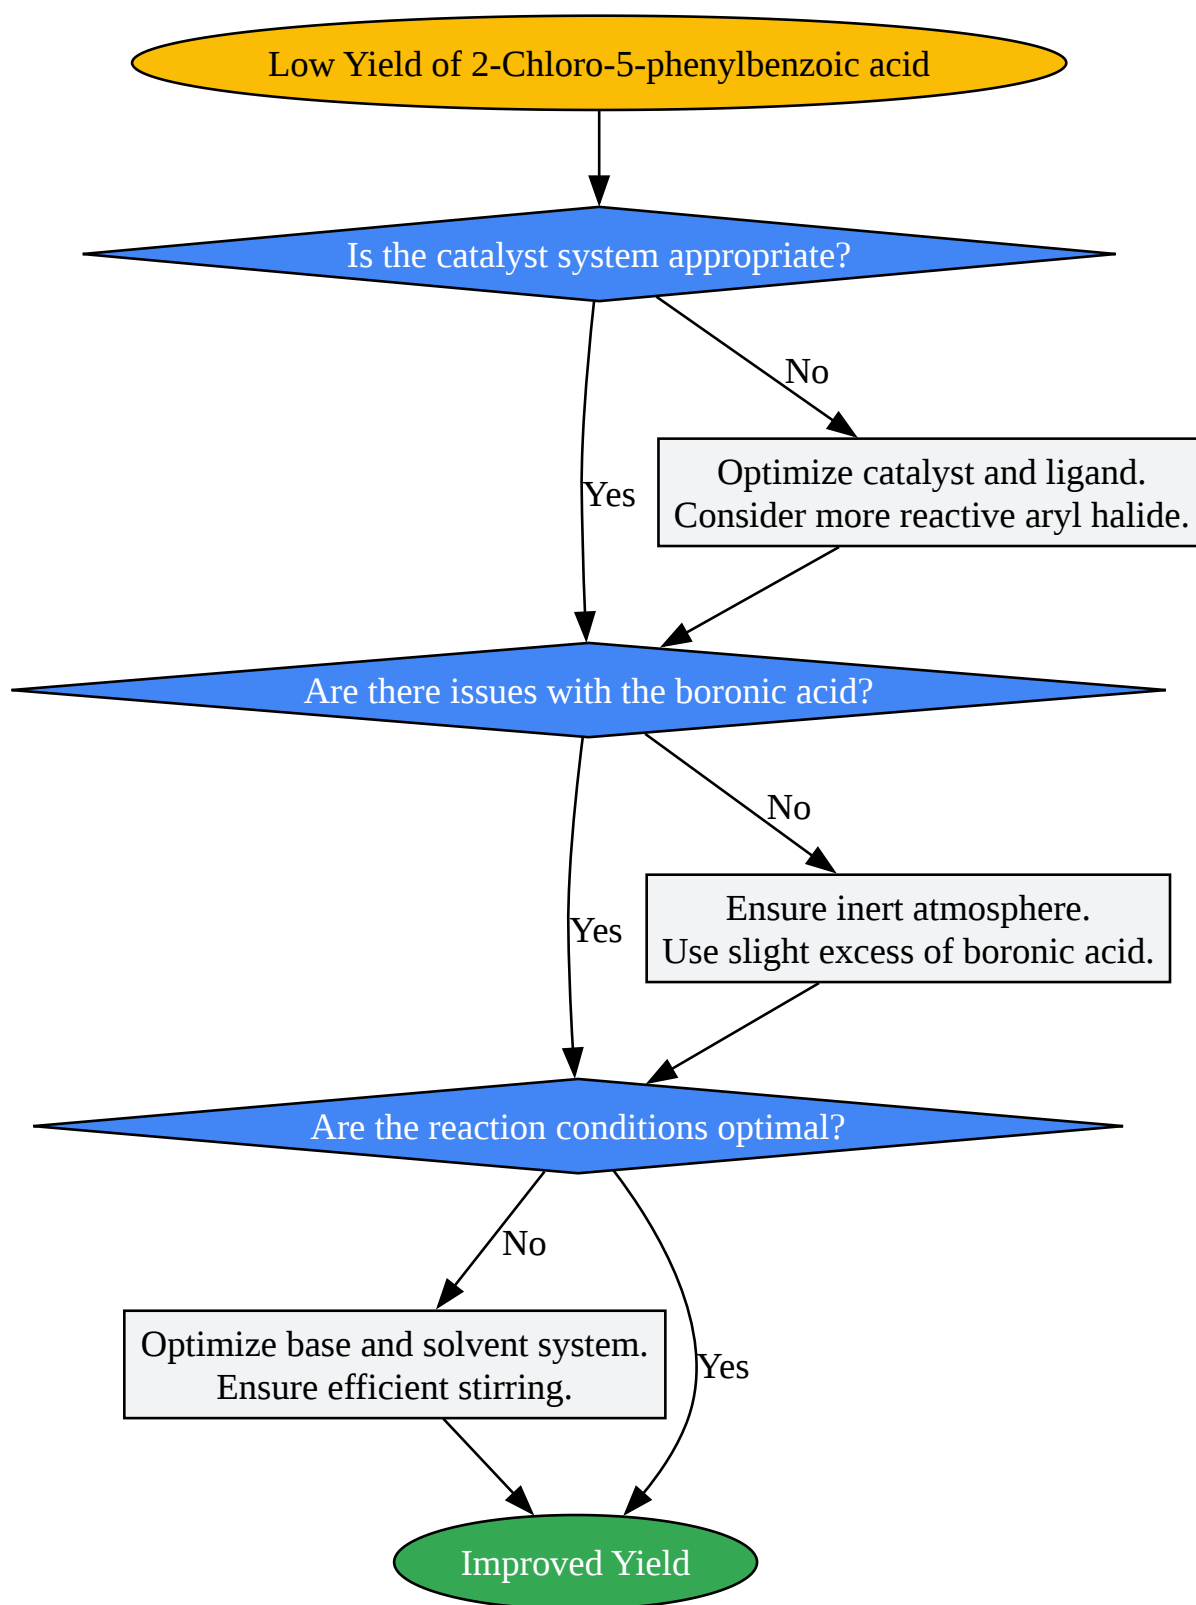 Low Yield of 2-Chloro-5-phenylbenzoic acid
Is the catalyst system appropriate?
No
Optimize catalyst and ligand.
Consider more reactive aryl halide.
Yes
Are there issues with the boronic acid?
No
Ensure inert atmosphere.
Use slight excess of boronic acid.
Yes
Are the reaction conditions optimal?
No
Optimize base and solvent system.
Ensure efficient stirring.
Yes
Improved Yield